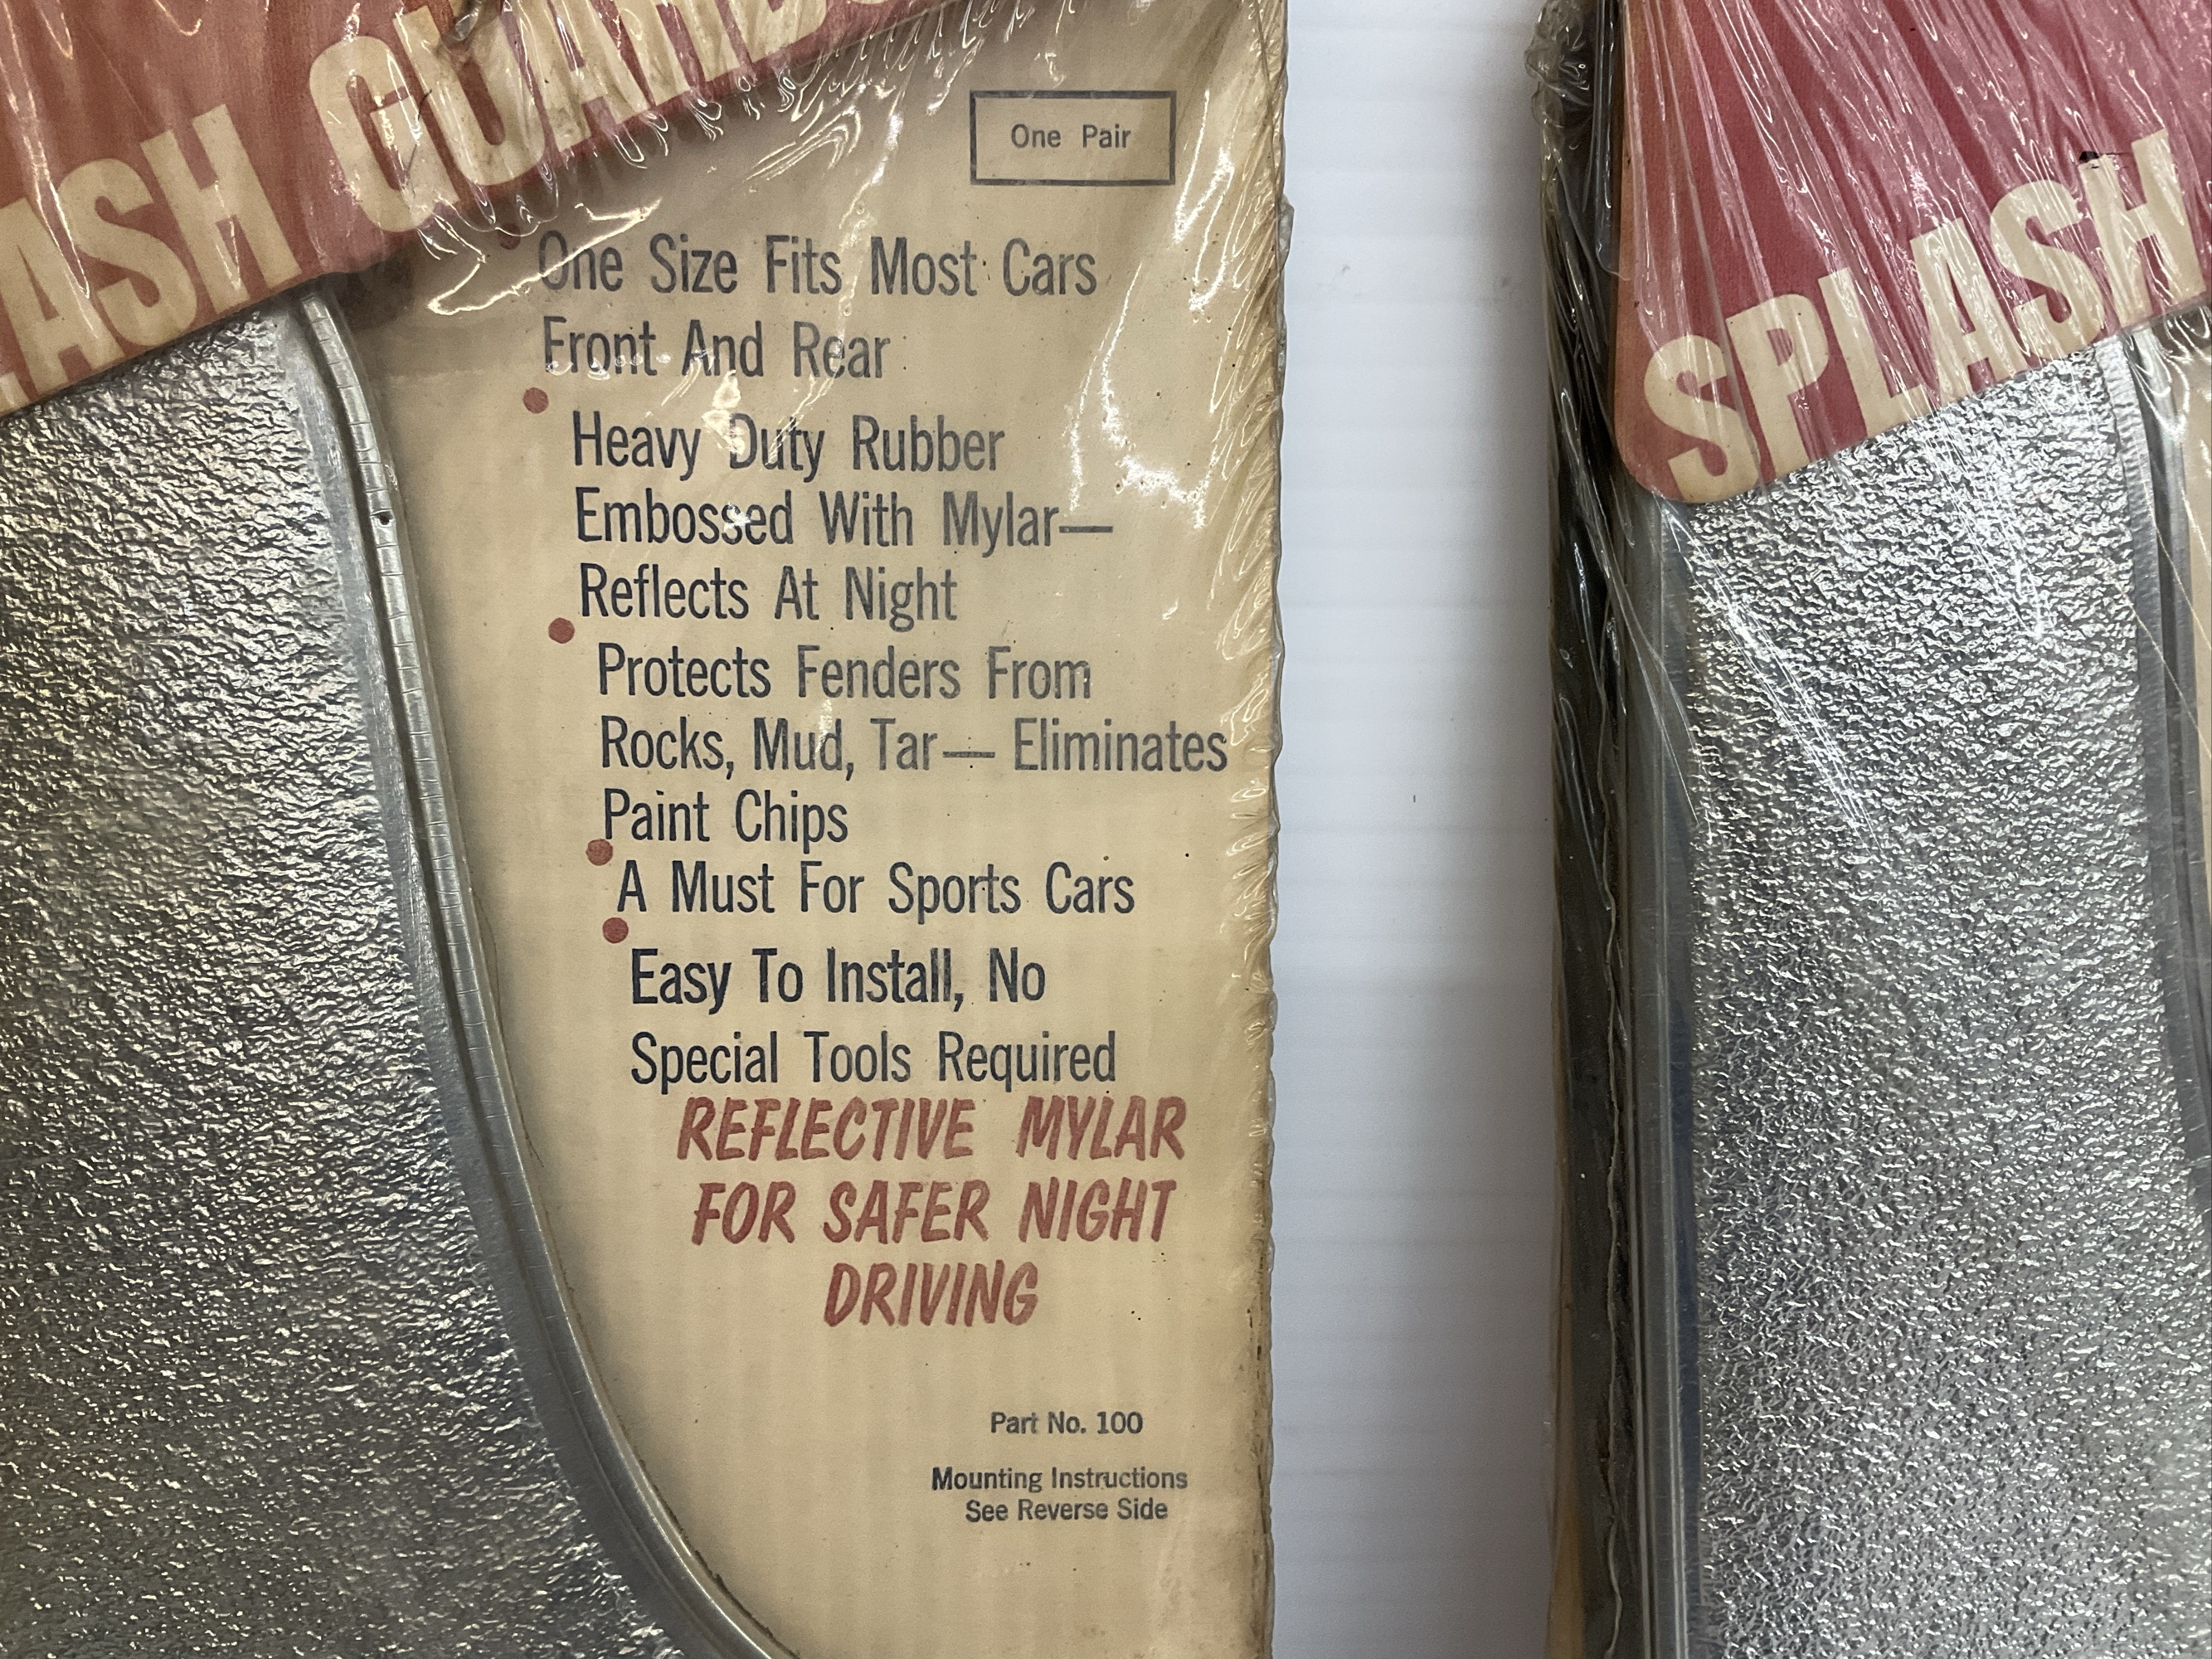 SPLASH GUARDS
One Pair
One Size Fits Most Cars
Front And Rear
Heavy Duty Rubber
Embossed With Mylar—
Reflects At Night
Protects Fenders From
Rocks, Mud, Tar— Eliminates
Paint Chips
A Must For Sports Cars
Easy To Install, No
Special Tools Required
REFLECTIVE MYLAR
FOR SAFER NIGHT
DRIVING
Part No. 100
Mounting Instructions
See Reverse Side
SPLASH